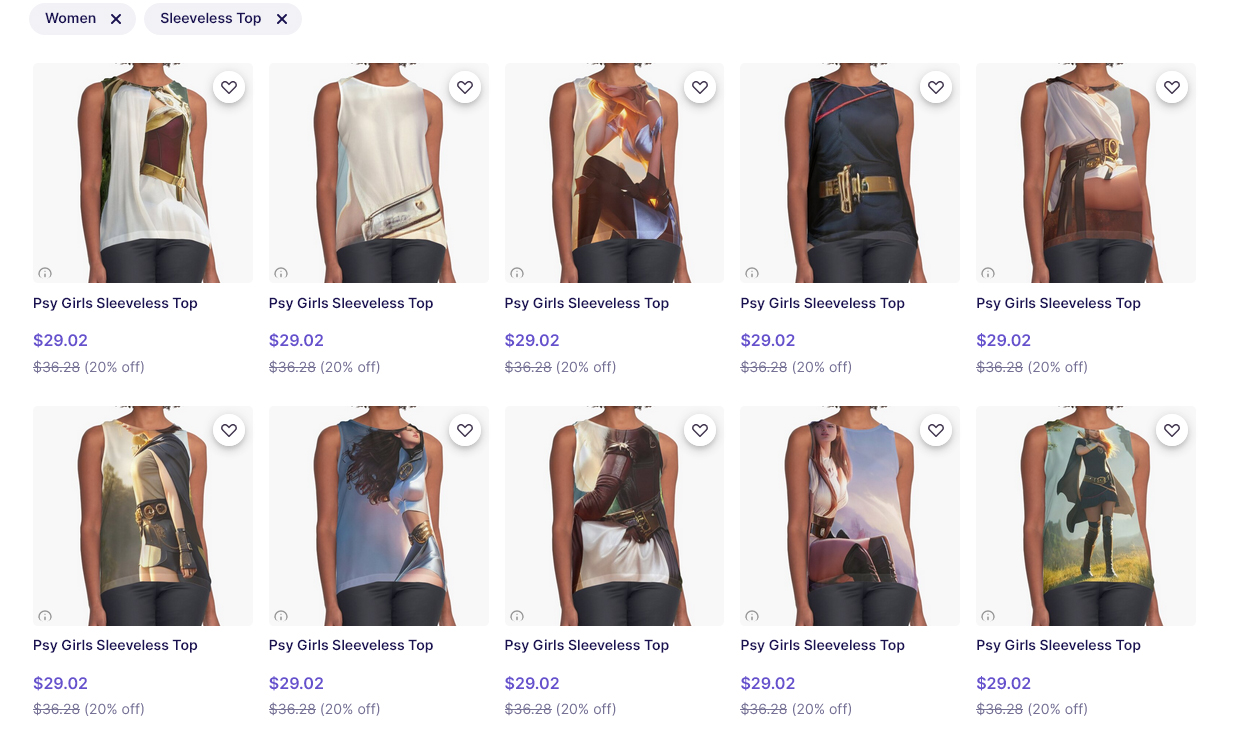 Women Sleeveless Top
Psy Girls Sleeveless Top Psy Girls Sleeveless Top Psy Girls Sleeveless Top Psy Girls Sleeveless Top Psy Girls Sleeveless Top
$29.02 $29.02 $29.02 $29.02 $29.02
$36.28 (20% off) $36.28 (20% off) $36.28 (20% off) $36.28 (20% off) $36.28 (20% off)
Psy Girls Sleeveless Top Psy Girls Sleeveless Top Psy Girls Sleeveless Top Psy Girls Sleeveless Top Psy Girls Sleeveless Top
$29.02 $29.02 $29.02 $29.02 $29.02
$36.28 (20% off) $36.28 (20% off) $36.28 (20% off) $36.28 (20% off) $36.28 (20% off)